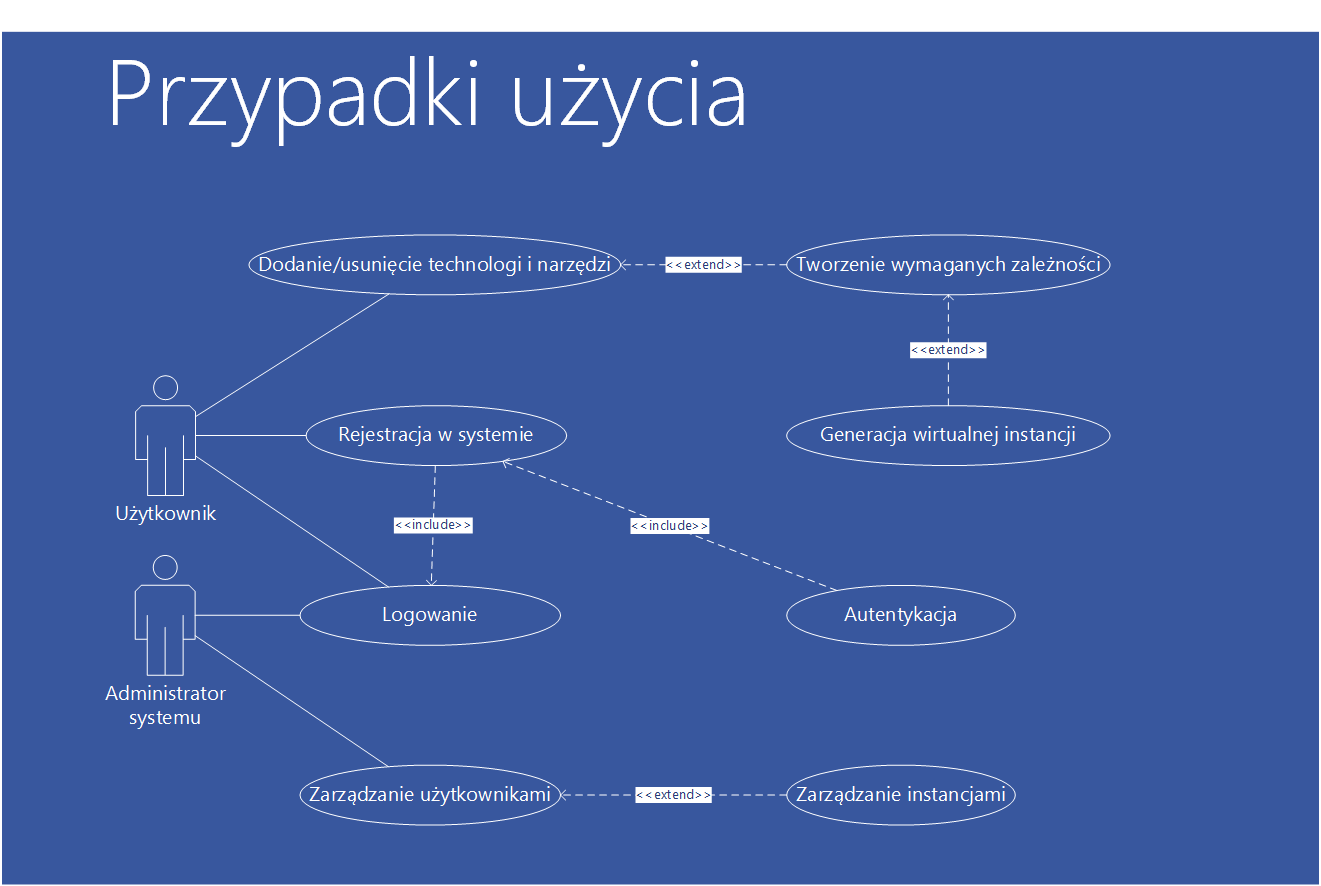 Przypadki użycia
Dodanie/usunięcie technologi i narzędzi
<<extend>>
Tworzenie wymaganych zależności
<<extend>>
Rejestracja w systemie
Generacja wirtualnej instancji
Użytkownik
<<include>>
<<include>>
Logowanie
Autentykacja
Administrator
systemu
Zarządzanie użytkownikami
<<extend>>
Zarządzanie instancjami